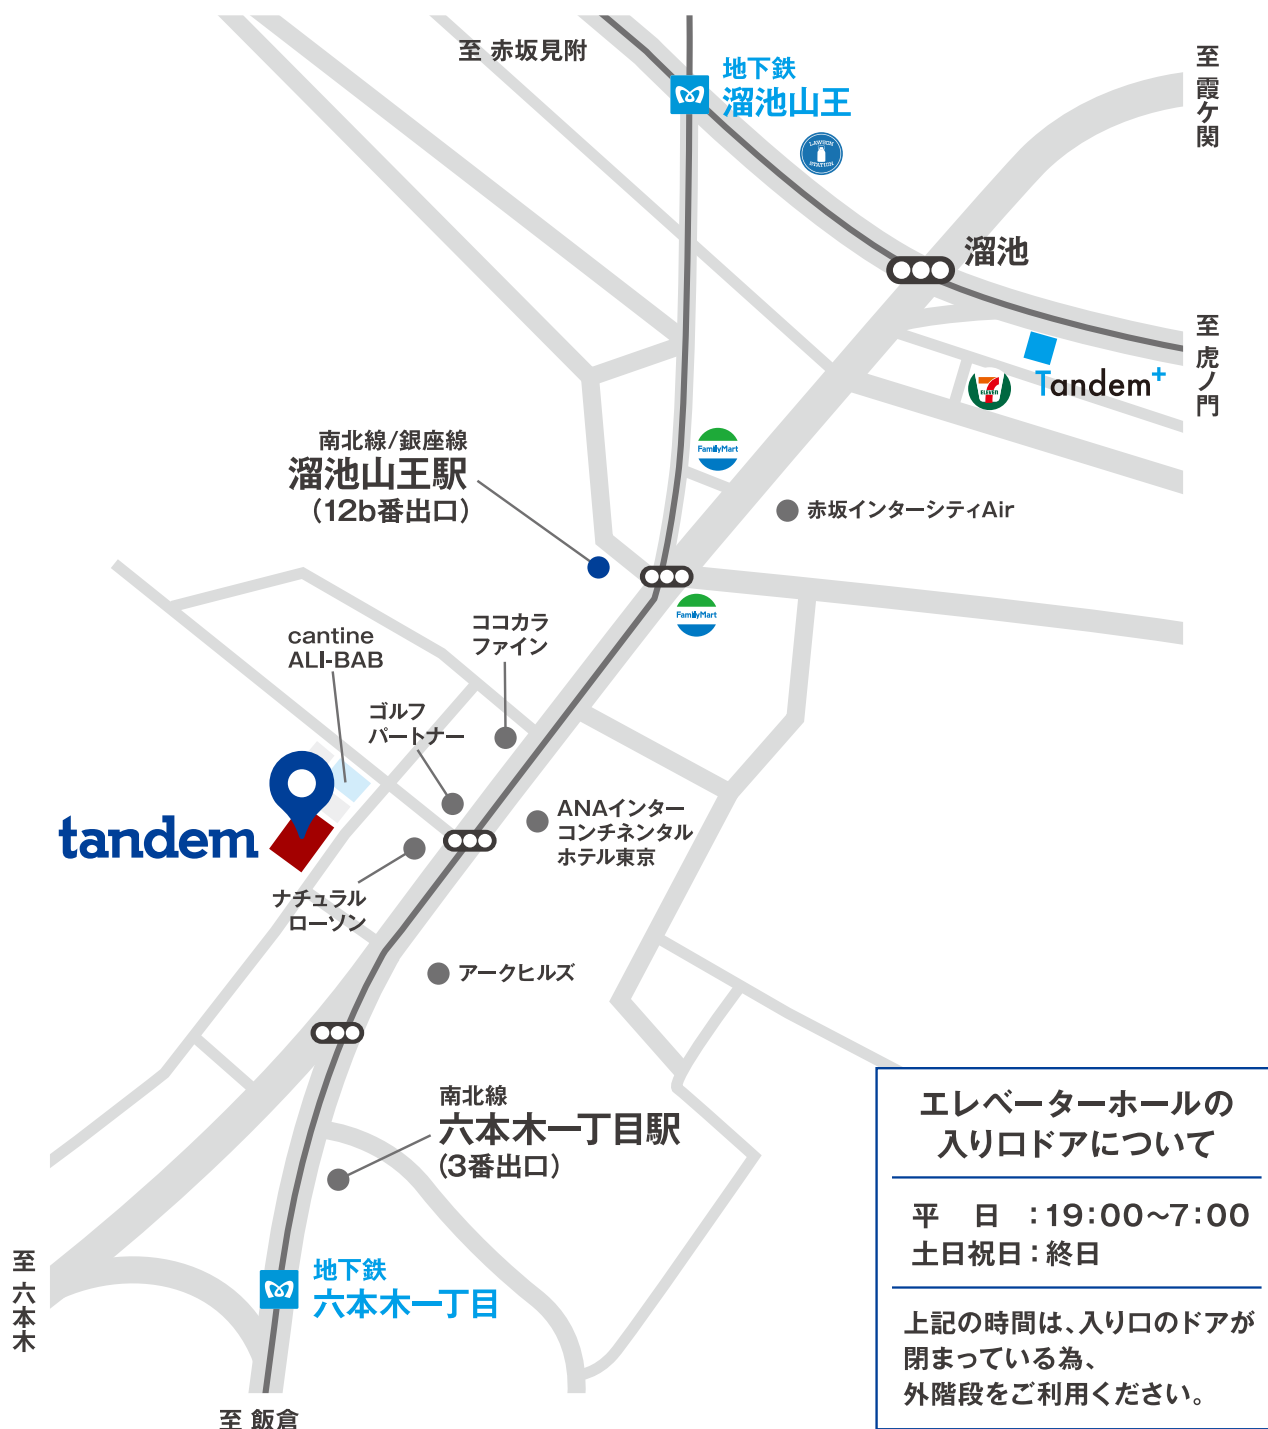 至 赤坂見附
地下鉄
溜池山王
至 霞ケ関
LAWSON
STATION
溜池
至 虎ノ門
7
ELEVEN
Tandem+
南北線/銀座線
溜池山王駅
(12b番出口)
FamilyMart
赤坂インターシティAir
FamilyMart
cantine
ALI-BAB
ココカラ
ファイン
ゴルフ
パートナー
tandem
ANAインター
コンチネンタル
ホテル東京
ナチュラル
ローソン
アークヒルズ
南北線
六本木一丁目駅
(3番出口)
地下鉄
六本木一丁目
至 六本木
至 飯倉
エレベーターホールの
入り口ドアについて
平　日　:19:00〜7:00
土日祝日:終日
上記の時間は、入り口のドアが
閉まっている為、
外階段をご利用ください。